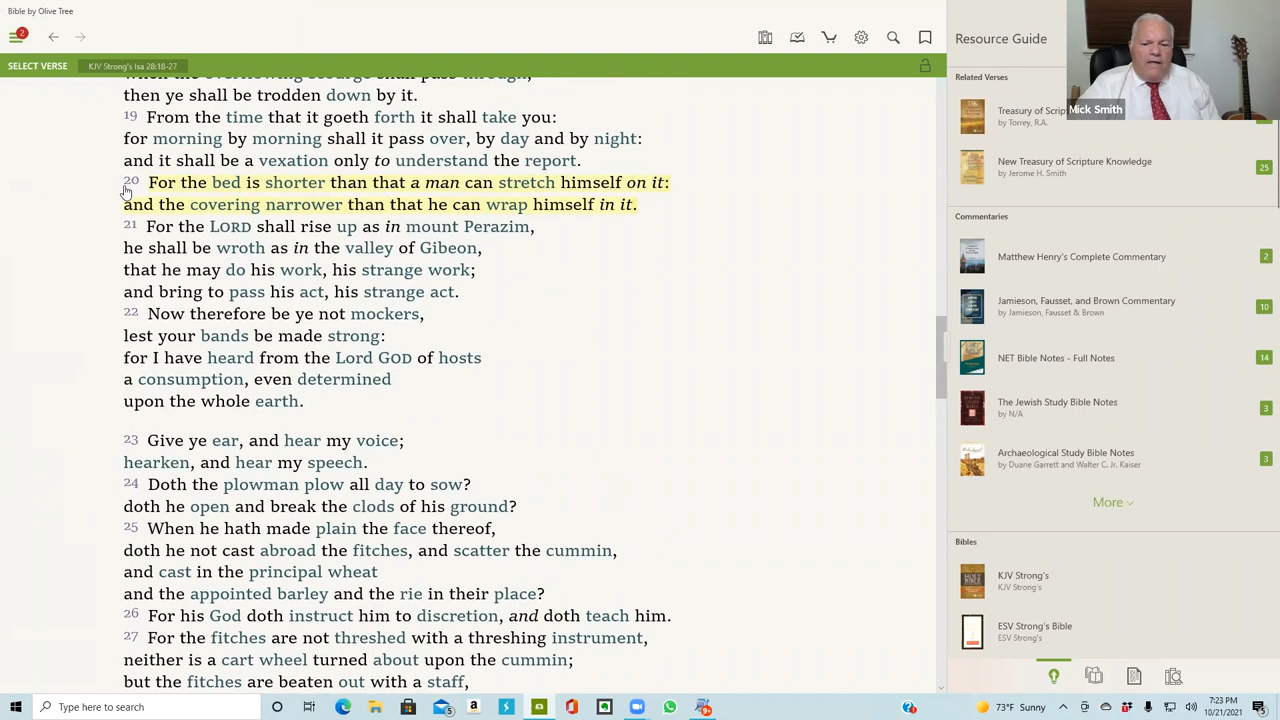 Bible by Olive Tree
2
SELECT VERSE
KJV Strong's Isa 28:18-27
then ye shall be trodden down by it.
19 From the time that it goeth forth it shall take you:
for morning by morning shall it pass over, by day and by night:
and it shall be a vexation only to understand the report.
20 For the bed is shorter than that a man can stretch himself on it:
and the covering narrower than that he can wrap himself in it.
21 For the LORD shall rise up as in mount Perazim,
he shall be wroth as in the valley of Gibeon,
that he may do his work, his strange work;
and bring to pass his act, his strange act.
22 Now therefore be ye not mockers,
lest your bands be made strong:
for I have heard from the Lord GOD of hosts
a consumption, even determined
upon the whole earth.
23 Give ye ear, and hear my voice;
hearken, and hear my speech.
24 Doth the plowman plow all day to sow?
doth he open and break the clods of his ground?
25 When he hath made plain the face thereof,
doth he not cast abroad the fitches, and scatter the cummin,
and cast in the principal wheat
and the appointed barley and the rie in their place?
26 For his God doth instruct him to discretion, and doth teach him.
27 For the fitches are not threshed with a threshing instrument,
neither is a cart wheel turned about upon the cummin;
but the fitches are beaten out with a staff,
Resource Guide
Mick Smith
Related Verses
Treasury of Scrip
by Torrey, R.A.
New Treasury of Scripture Knowledge
by Jerome H. Smith
25
Commentaries
Matthew Henry's Complete Commentary
2
Jamieson, Fausset, and Brown Commentary
by Jamieson, Fausset & Brown
10
NET Bible Notes - Full Notes
14
The Jewish Study Bible Notes
by N/A
3
Archaeological Study Bible Notes
by Duane Garrett and Walter C. Jr. Kaiser
3
More
Bibles
KJV Strong's
KJV Strong's
ESV Strong's Bible
ESV Strong's
Type here to search
73°F Sunny
7:23 PM
10/21/2021